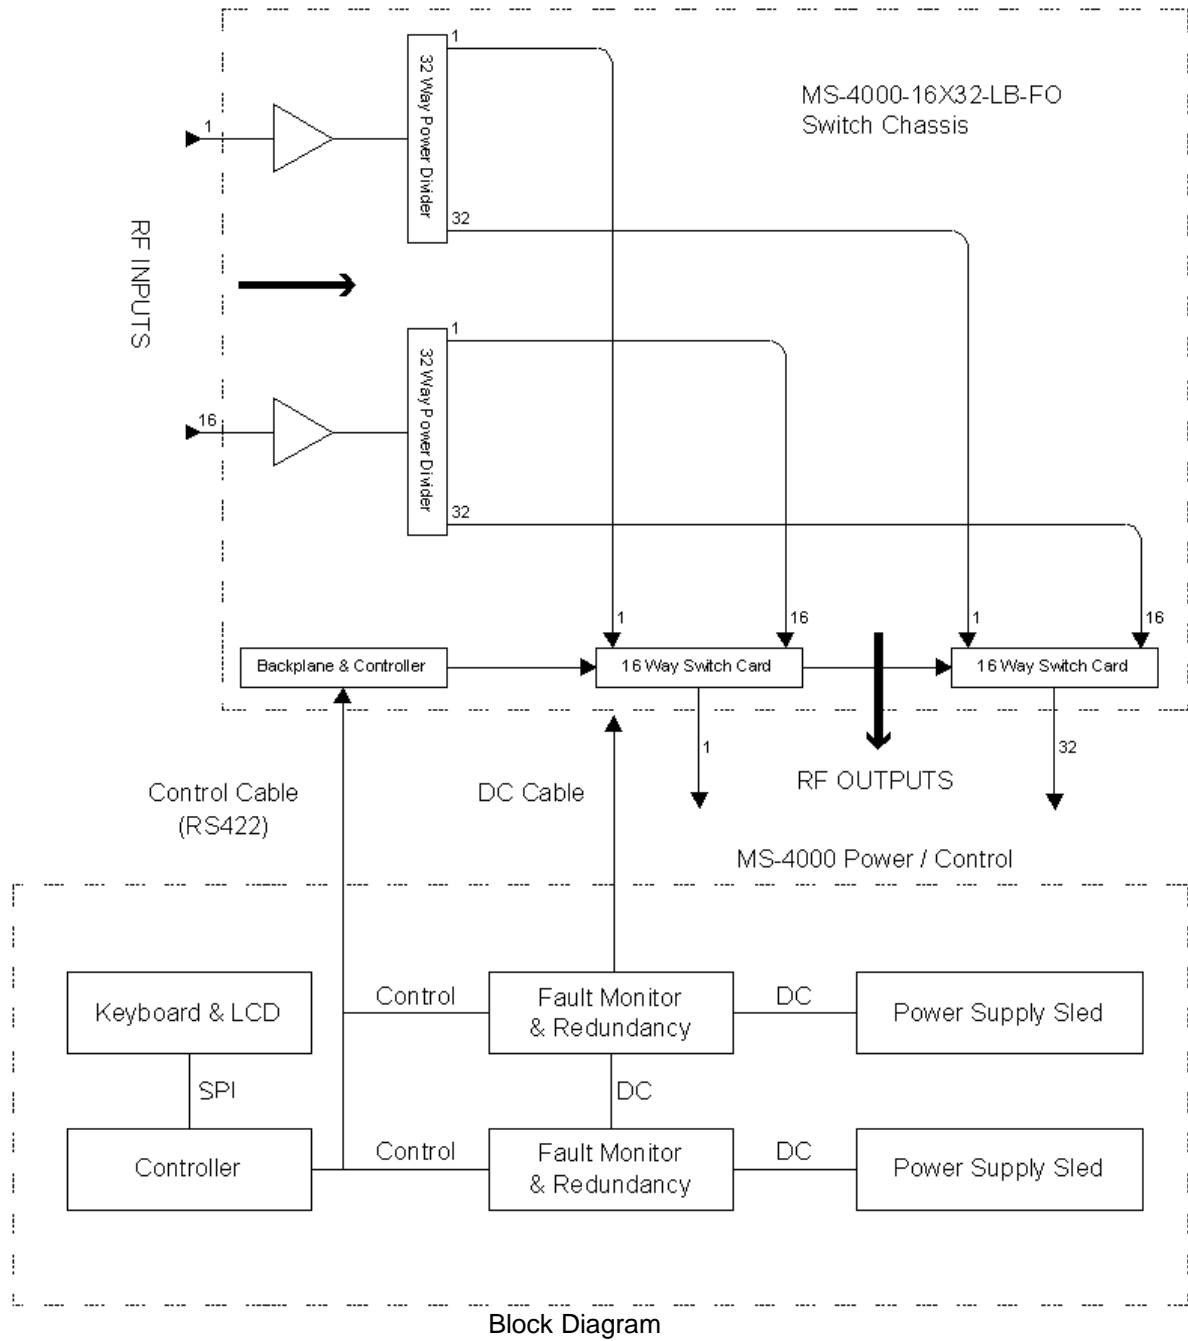 1
32 Way Power Divider
MS-4000-16X32-LB-FO
Switch Chassis
1
32
RF INPUTS
1
32 Way Power Divider
16
32
1
16
1
16
Backplane & Controller
16 Way Switch Card
16 Way Switch Card
1
32
RF OUTPUTS
Control Cable
(RS422)
DC Cable
MS-4000 Power / Control
Keyboard & LCD
Control
Fault Monitor
& Redundancy
DC
Power Supply Sled
SPI
DC
Controller
Control
Fault Monitor
& Redundancy
DC
Power Supply Sled
Block Diagram